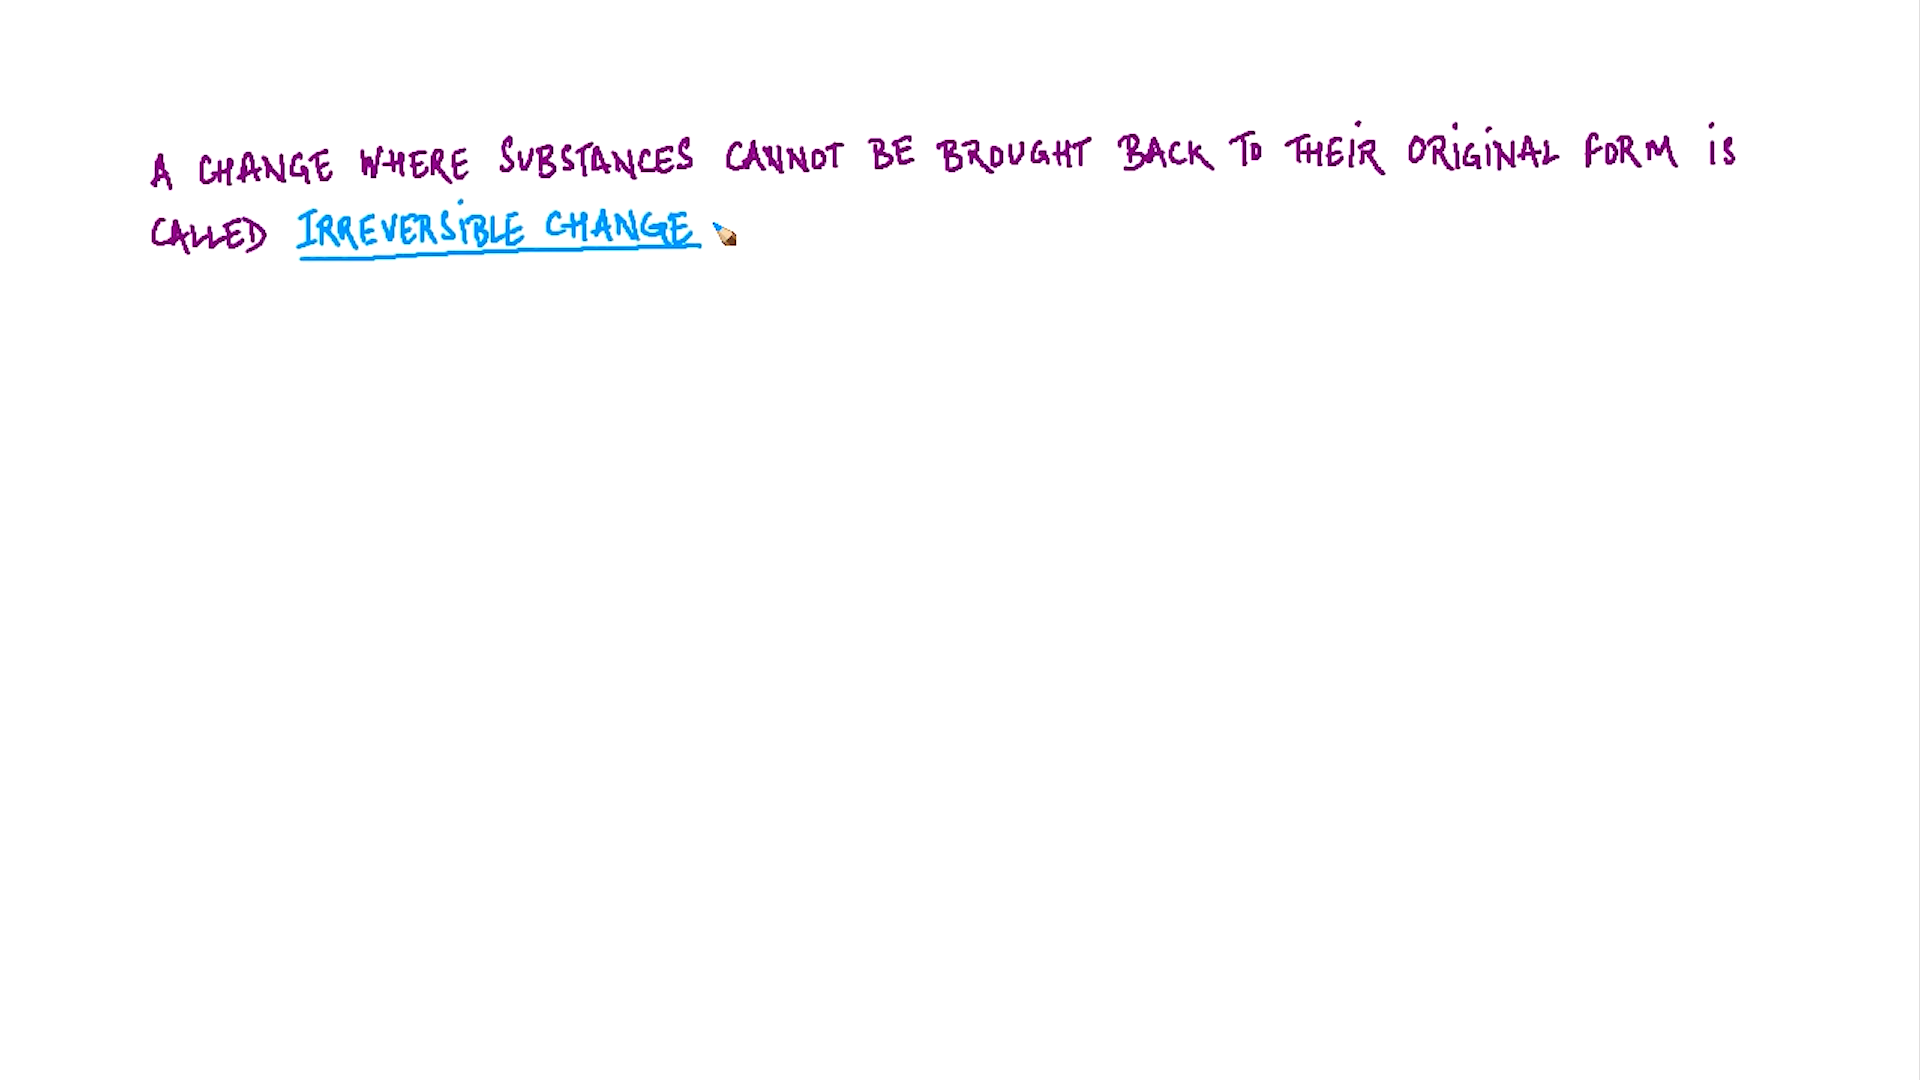 A CHANGE WHERE SUBSTANCES CANNOT BE BROUGHT BACK TO THEIR ORIGINAL FORM IS
CALLED IRREVERSIBLE CHANGE